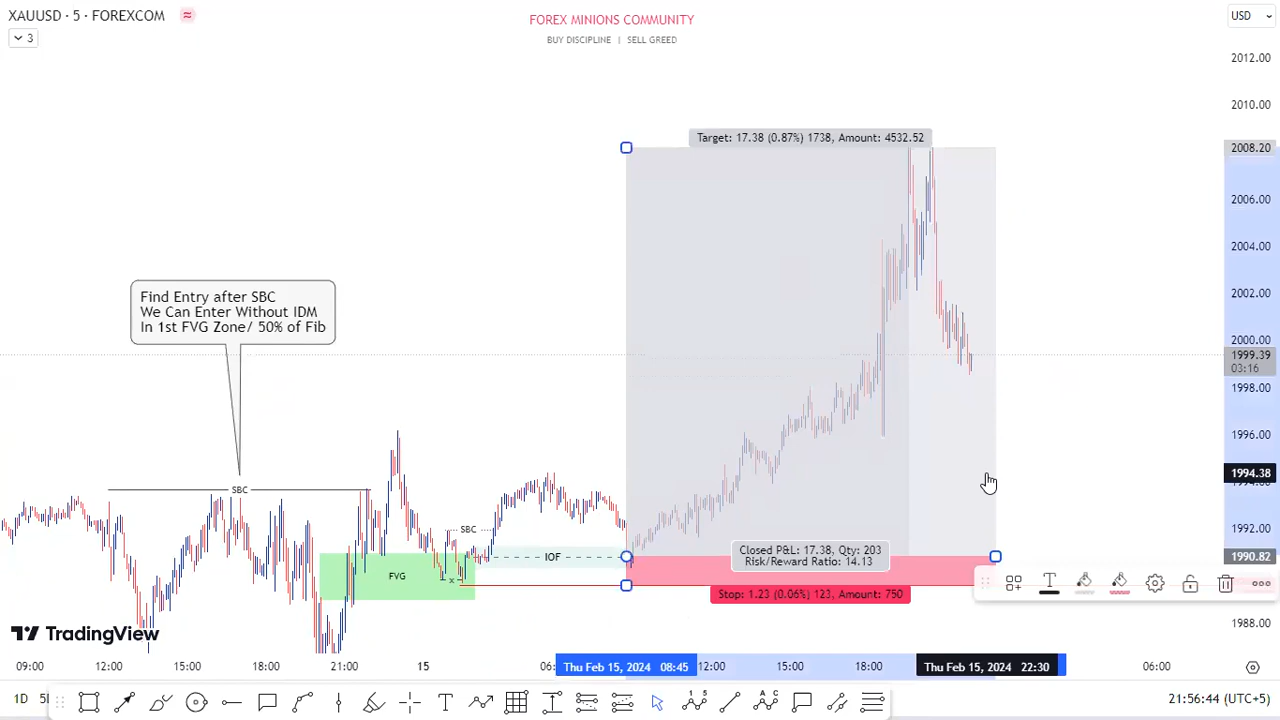 XAUUSD · 5 · FOREXCOM
3
FOREX MINIONS COMMUNITY
BUY DISCIPLINE | SELL GREED
USD
2012.00
2010.00
Target: 17.38 (0.87%) 1738, Amount: 4532.52
2008.20
2006.00
2004.00
2002.00
2000.00
1999.39
03:16
1998.00
1996.00
1994.38
1992.00
1990.82
1988.00
Find Entry after SBC
We Can Enter Without IDM
In 1st FVG Zone/ 50% of Fib
SBC
SBC
IOF
FVG
x
Closed P&L: 17.38, Qty: 203
Risk/Reward Ratio: 14.13
Stop: 1.23 (0.06%) 123, Amount: 750
TradingView
09:00 12:00 15:00 18:00 21:00 15 06: Thu Feb 15, 2024 08:45 12:00 15:00 18:00 Thu Feb 15, 2024 22:30 06:00
1D
21:56:44 (UTC+5)